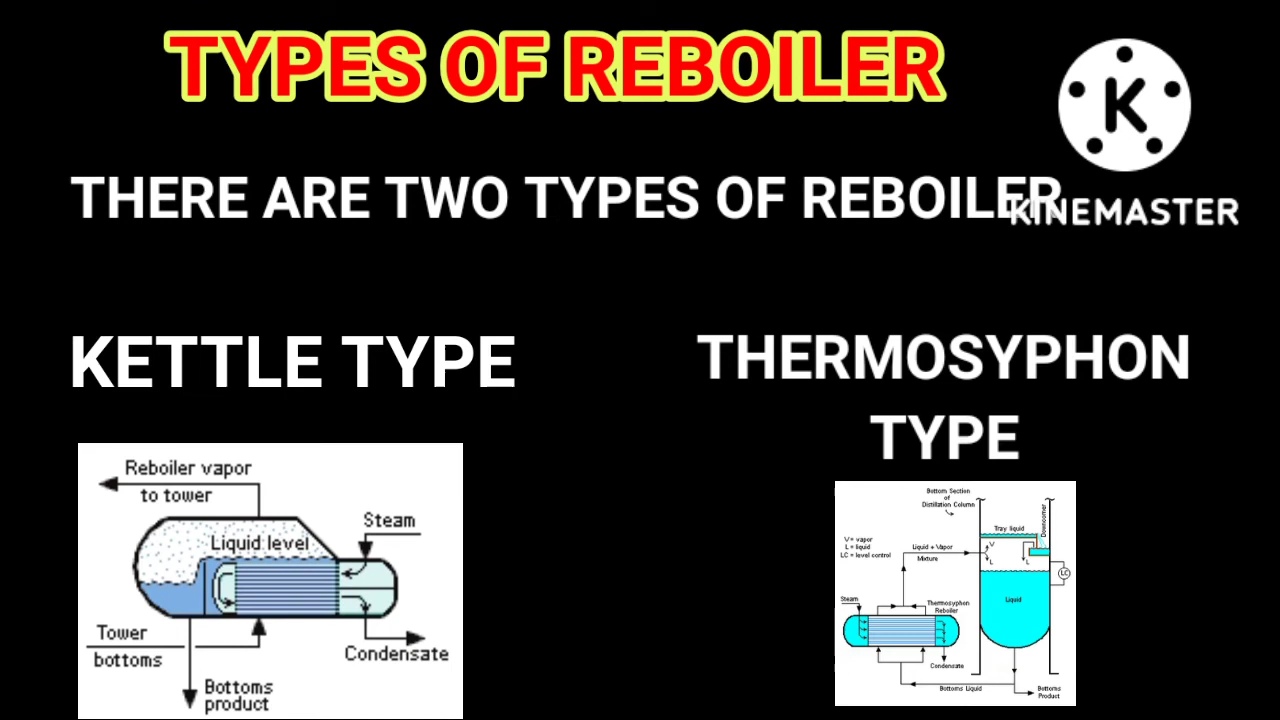 TYPES OF REBOILER
K
KINEMASTER
THERE ARE TWO TYPES OF REBOILER
KETTLE TYPE
THERMOSYPHON
TYPE
Reboiler vapor
to tower
Steam
Liquid level
Tower
bottoms
Condensate
Bottoms
product
Bottom Section
of
Distillation Column
Downcomer
Tray liquid
V = vapor
L = liquid
LC = level control
Liquid + Vapor
Mixture
V
L
L
LC
Steam
Thermosyphon
Reboiler
Liquid
Condensate
Bottoms Liquid
Bottoms
Product